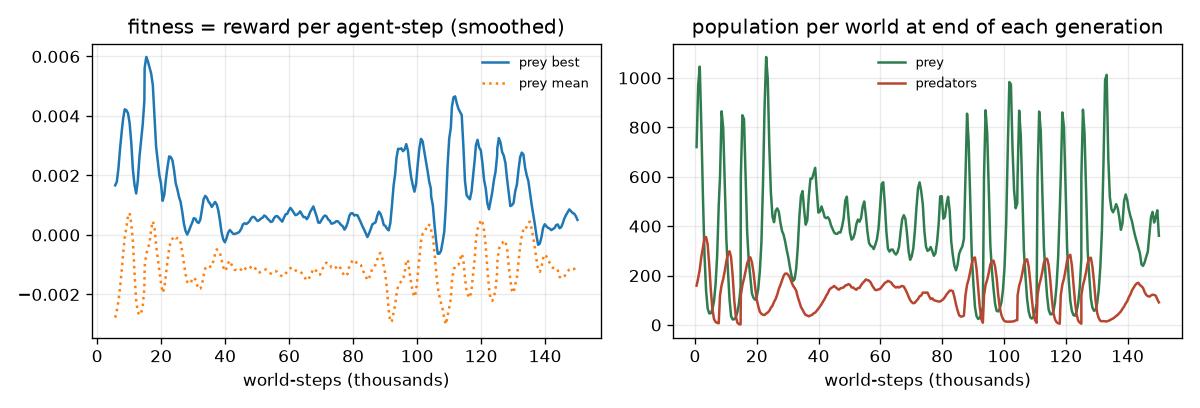 fitness = reward per agent-step (smoothed)
prey best
prey mean
0.006
0.004
0.002
0.000
−0.002
0 20 40 60 80 100 120 140
world-steps (thousands)
population per world at end of each generation
prey
predators
1000
800
600
400
200
0
0 20 40 60 80 100 120 140
world-steps (thousands)